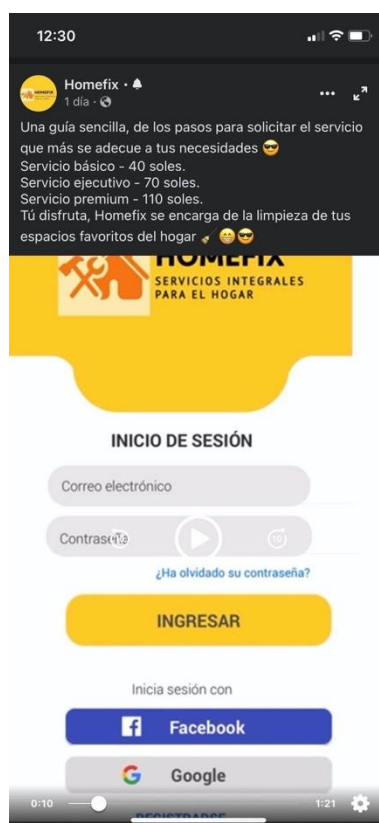 12:30
Homefix
1 día
Una guía sencilla, de los pasos para solicitar el servicio
que más se adecue a tus necesidades 😎
Servicio básico - 40 soles.
Servicio ejecutivo - 70 soles.
Servicio premium - 110 soles.
Tú disfruta, Homefix se encarga de la limpieza de tus
espacios favoritos del hogar 🧹 😁😎
HOMEFIX
SERVICIOS INTEGRALES
PARA EL HOGAR
INICIO DE SESIÓN
Correo electrónico
Contraseña
10
10
¿Ha olvidado su contraseña?
INGRESAR
Inicia sesión con
Facebook
Google
0:10
1:21
REGISTRARSE